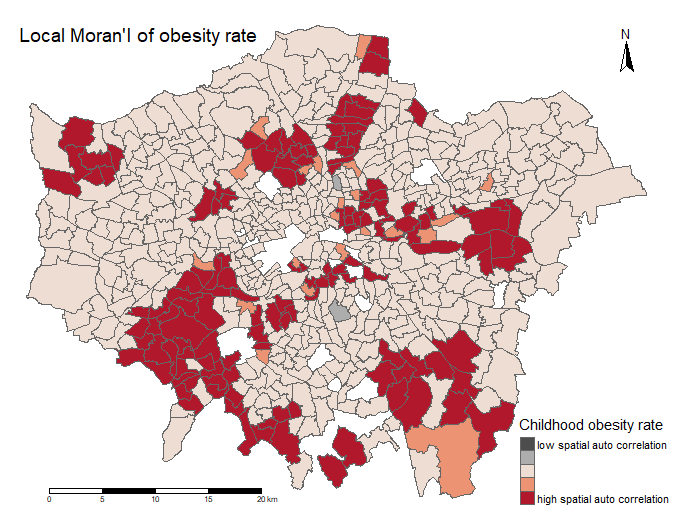 Local Moran'I of obesity rate
N
Childhood obesity rate
low spatial auto correlation
high spatial auto correlation
0 5 10 15 20 km